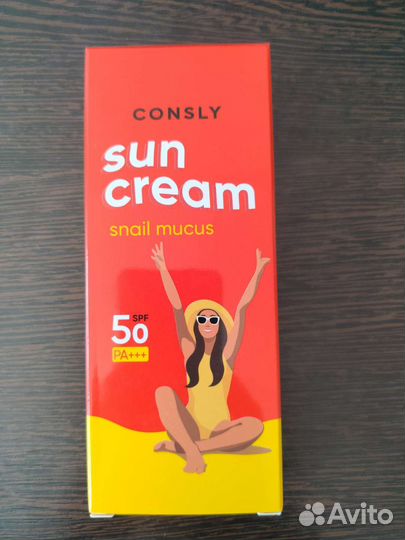 CONSLY
sun
cream
snail mucus
SPF
50
PA+++
Avito